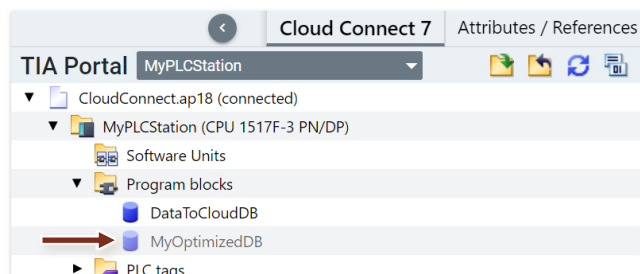 Cloud Connect 7 Attributes / References
TIA Portal MyPLCStation
CloudConnect.ap18 (connected)
MyPLCStation (CPU 1517F-3 PN/DP)
Software Units
Program blocks
DataToCloudDB
MyOptimizedDB
PLC tags